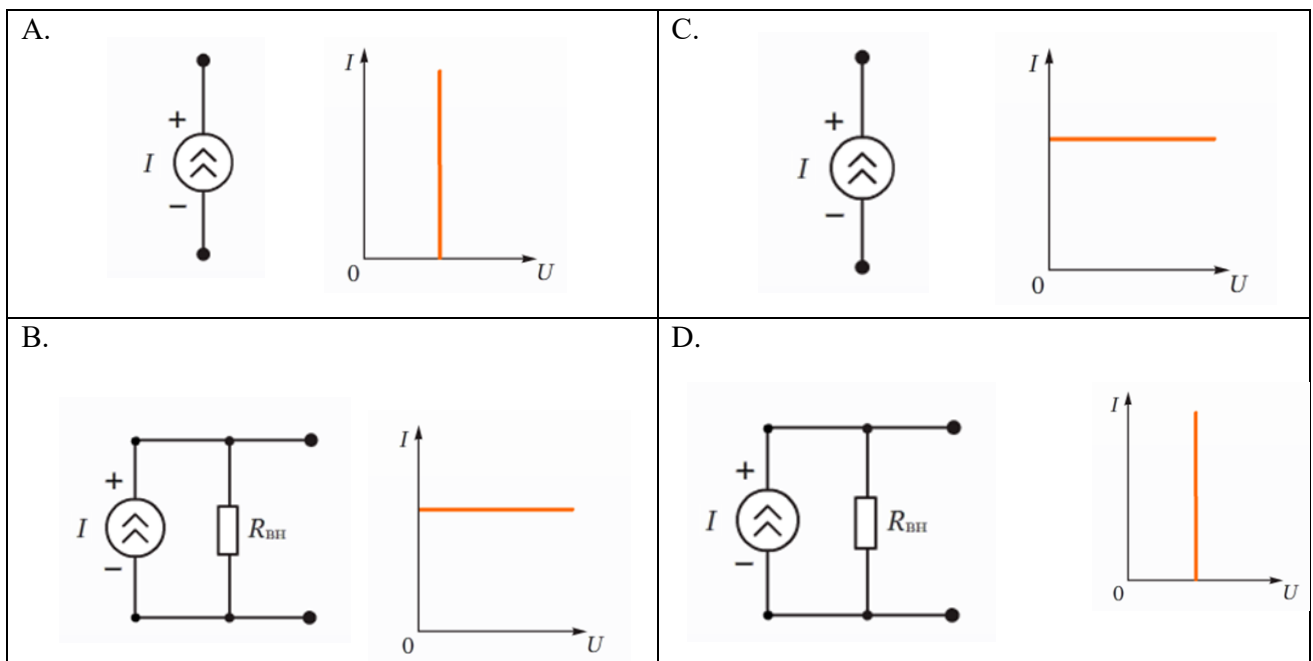 A.
+
I
−
I
0
U
C.
+
I
−
I
0
U
B.
+
I
−
Rвн
I
0
U
D.
+
I
−
Rвн
I
0
U